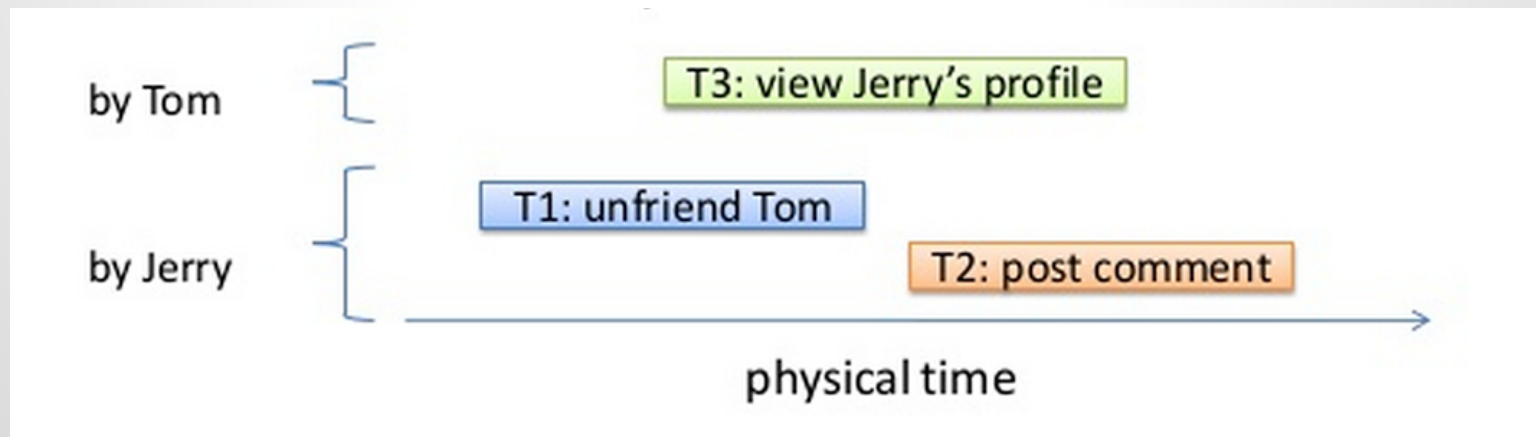 by Tom
T3: view Jerry’s profile
T1: unfriend Tom
by Jerry
T2: post comment
physical time